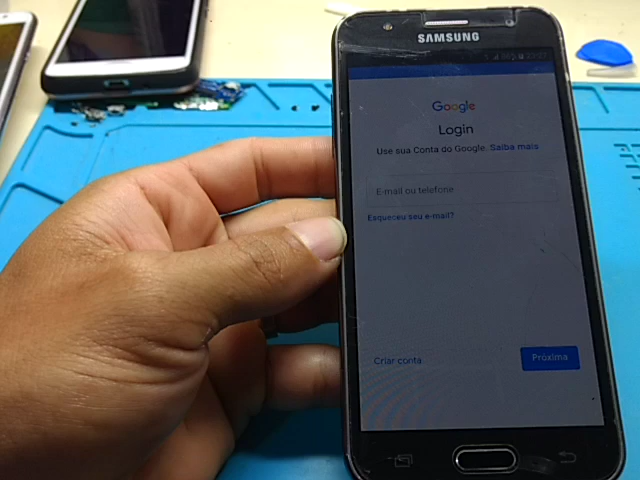 SAMSUNG
Google
Login
Use sua Conta do Google. Saiba mais
E-mail ou telefone
Esqueceu seu e-mail?
Criar conta
Próxima